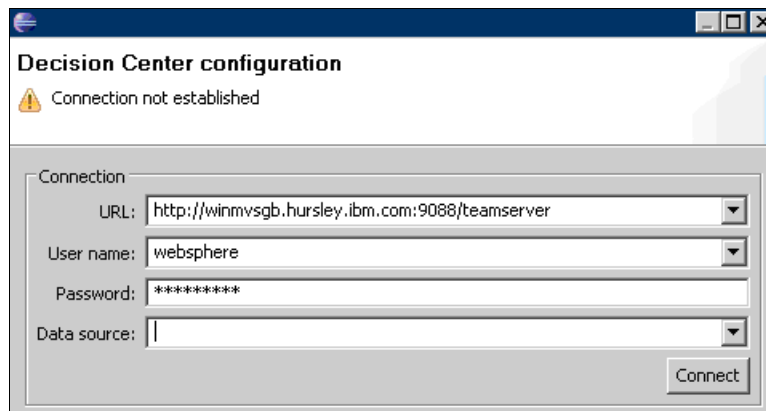 Decision Center configuration
Connection not established
Connection
URL: http://winmvsgb.hursley.ibm.com:9088/teamserver
User name: websphere
Password: *********
Data source:
Connect